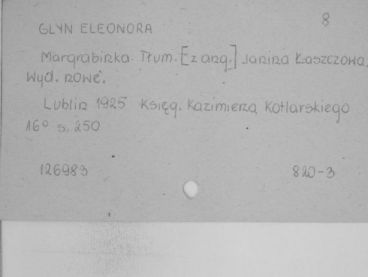 8
GLYN ELEONORA
Margrabinka. Tłum. [z ang.] Janina Łaszczowa.
Wyd. nowe.
Lublin 1925 Księg. Kazimierza Kotlarskiego
16° s. 250
126983 820-3